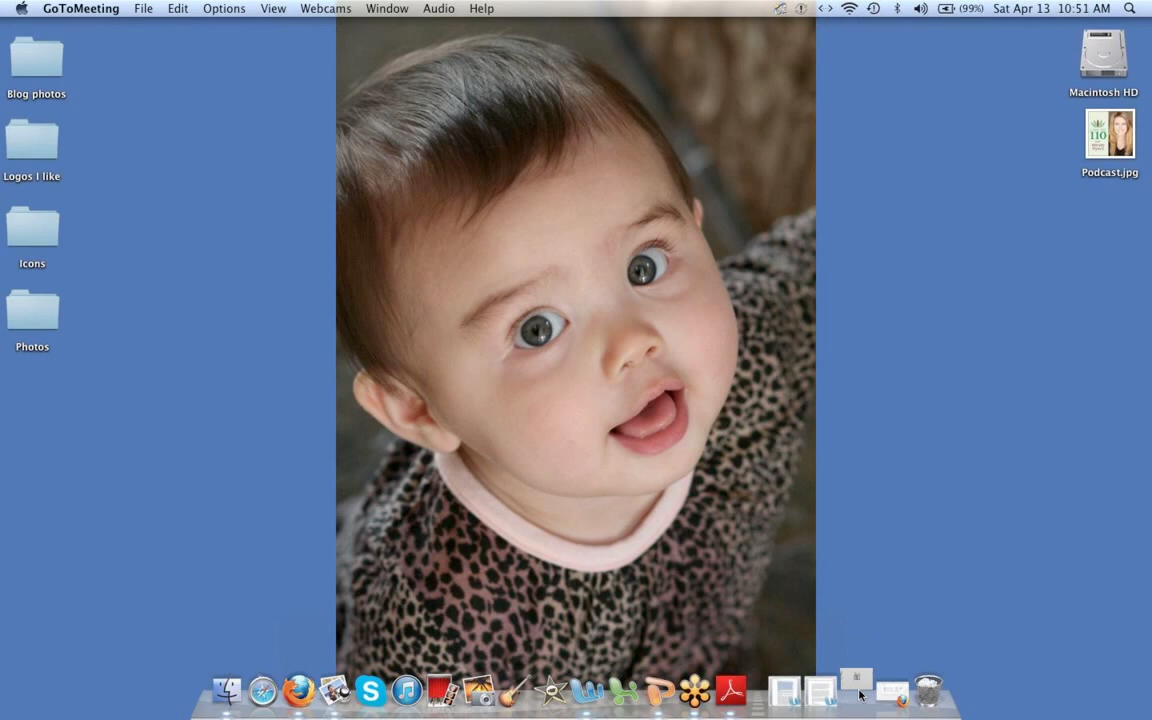 GoToMeeting File Edit Options View Webcams Window Audio Help (99%) Sat Apr 13 10:51 AM
Blog photos
Logos I like
Icons
Photos
Macintosh HD
110
Podcast.jpg